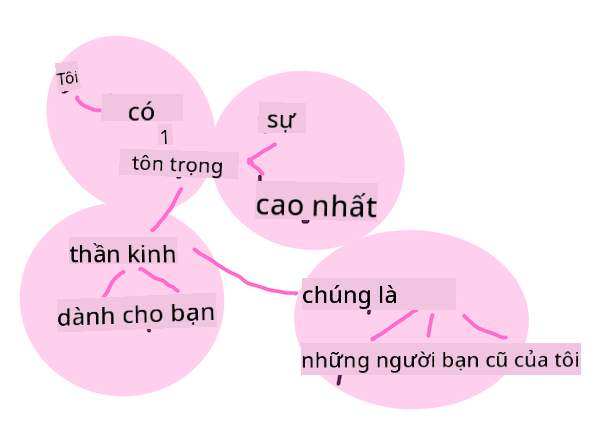 Tôi
có
1
tôn trọng
sự
cao nhất
thần kinh
dành cho bạn
chúng là
những người bạn cũ của tôi